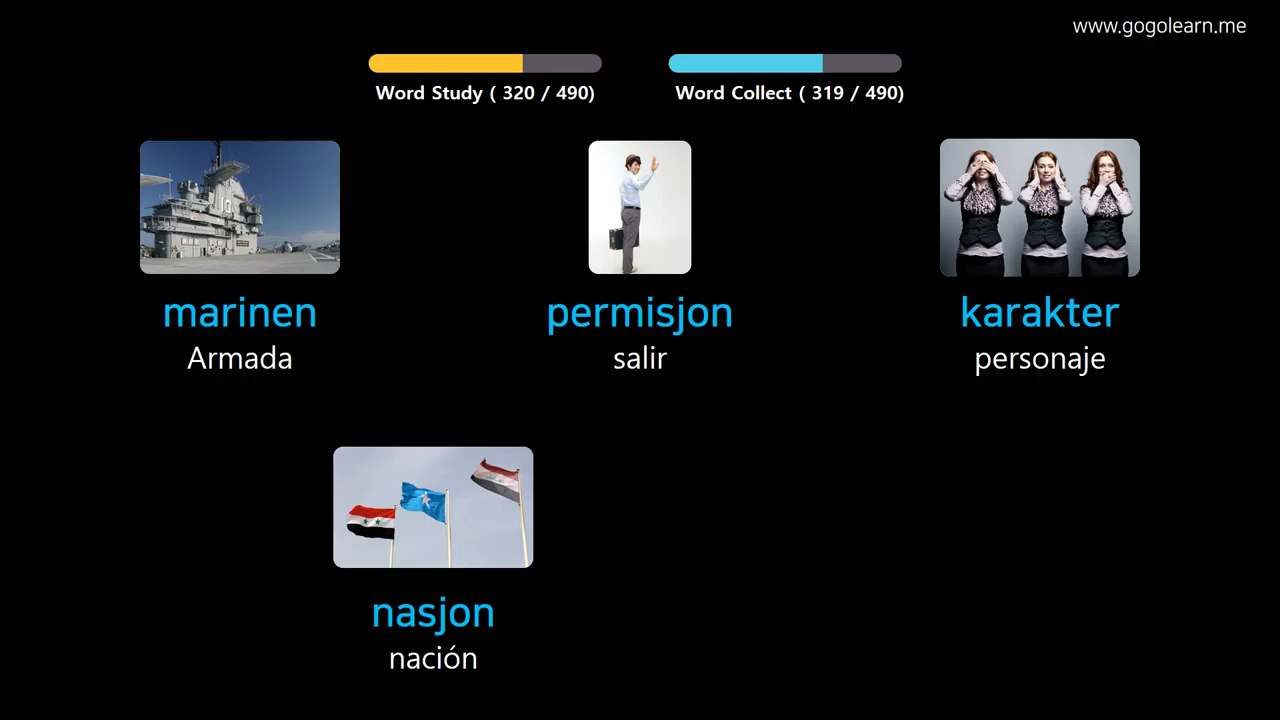 www.gogolearn.me
Word Study ( 320 / 490)
Word Collect ( 319 / 490)
marinen
Armada
permisjon
salir
karakter
personaje
nasjon
nación